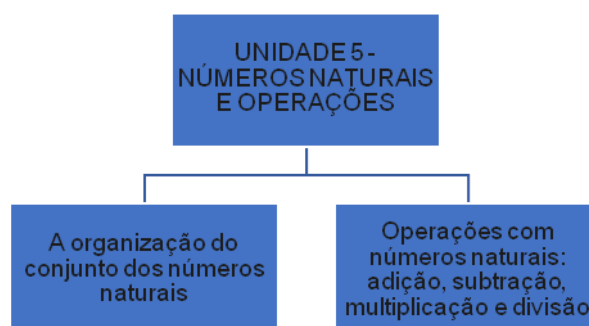 UNIDADE 5 -
NÚMEROS NATURAIS
E OPERAÇÕES
A organização do
conjunto dos números
naturais
Operações com
números naturais:
adição, subtração,
multiplicação e divisão